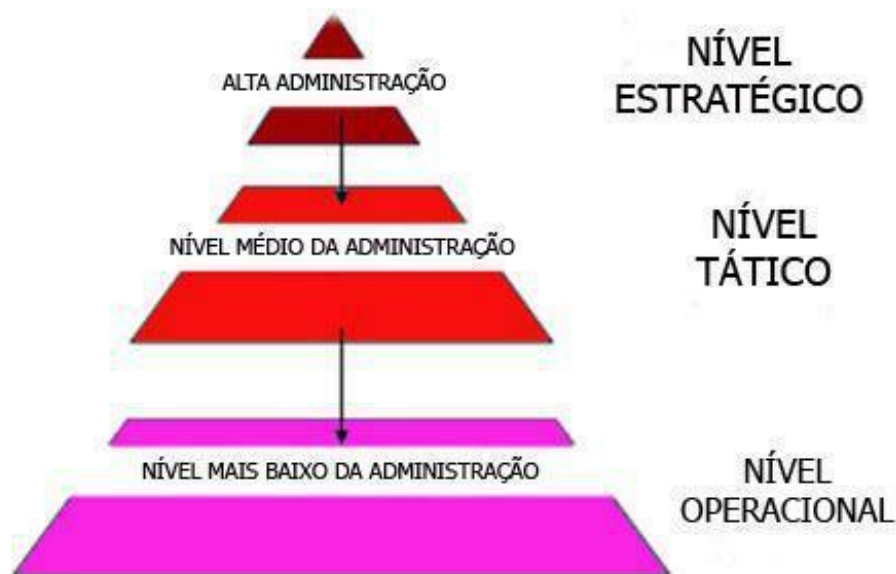 ALTA ADMINISTRAÇÃO
NÍVEL
ESTRATÉGICO
NÍVEL MÉDIO DA ADMINISTRAÇÃO
NÍVEL
TÁTICO
NÍVEL MAIS BAIXO DA ADMINISTRAÇÃO
NÍVEL
OPERACIONAL